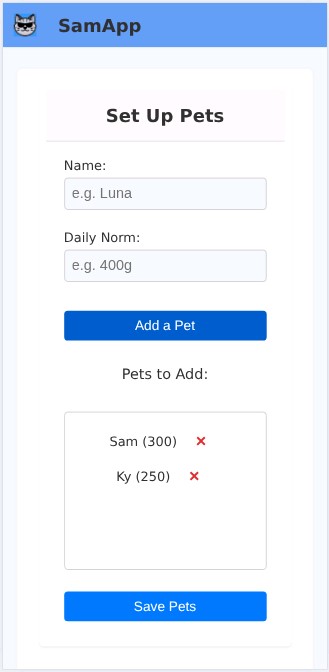 SamApp
Set Up Pets
Name:
e.g. Luna
Daily Norm:
e.g. 400g
Add a Pet
Pets to Add:
Sam (300) ×
Ky (250) ×
Save Pets